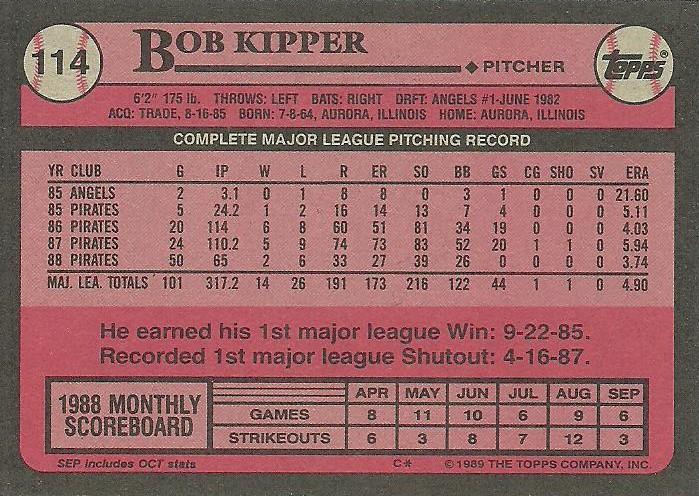 114
BOB KIPPER
PITCHER
TOPPS®
6'2" 175 lb. THROWS: LEFT BATS: RIGHT DRFT: ANGELS #1-JUNE 1982
ACQ: TRADE, 8-16-85 BORN: 7-8-64, AURORA, ILLINOIS HOME: AURORA, ILLINOIS
COMPLETE MAJOR LEAGUE PITCHING RECORD
YR CLUB G IP W L R ER SO BB GS CG SHO SV ERA
85 ANGELS 2 3.1 0 1 8 8 0 3 1 0 0 0 21.60
85 PIRATES 5 24.2 1 2 16 14 13 7 4 0 0 0 5.11
86 PIRATES 20 114 6 8 60 51 81 34 19 0 0 0 4.03
87 PIRATES 24 110.2 5 9 74 73 83 52 20 1 1 0 5.94
88 PIRATES 50 65 2 6 33 27 39 26 0 0 0 0 3.74
MAJ. LEA. TOTALS 101 317.2 14 26 191 173 216 122 44 1 1 0 4.90
He earned his 1st major league Win: 9-22-85.
Recorded 1st major league Shutout: 4-16-87.
1988 MONTHLY SCOREBOARD
APR MAY JUN JUL AUG SEP
GAMES 8 11 10 6 9 6
STRIKEOUTS 6 3 8 7 12 3
SEP includes OCT stats
C* © 1989 THE TOPPS COMPANY, INC.